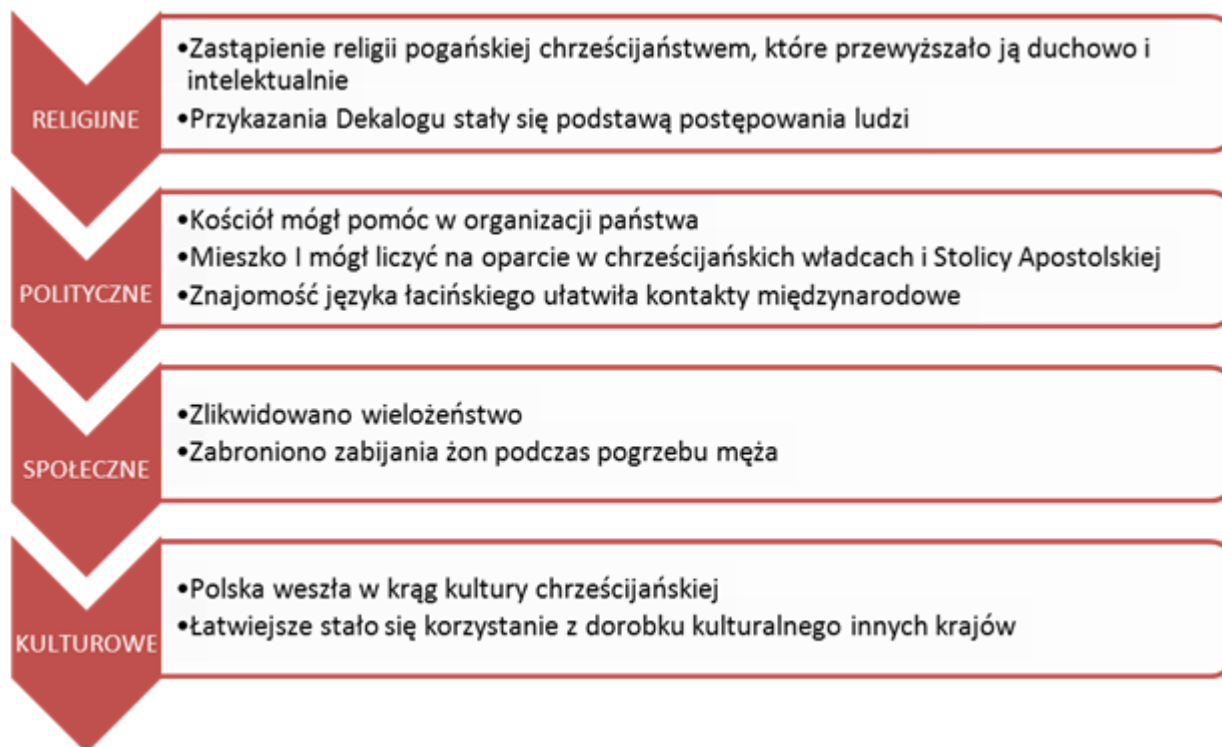 RELIGIJNE
•Zastąpienie religii pogańskiej chrześcijaństwem, które przewyższało ją duchowo i
intelektualnie
•Przykazania Dekalogu stały się podstawą postępowania ludzi
POLITYCZNE
•Kościół mógł pomóc w organizacji państwa
•Mieszko I mógł liczyć na oparcie w chrześcijańskich władcach i Stolicy Apostolskiej
•Znajomość języka łacińskiego ułatwiła kontakty międzynarodowe
SPOŁECZNE
•Zlikwidowano wielożeństwo
•Zabroniono zabijania żon podczas pogrzebu męża
KULTUROWE
•Polska weszła w krąg kultury chrześcijańskiej
•Łatwiejsze stało się korzystanie z dorobku kulturalnego innych krajów